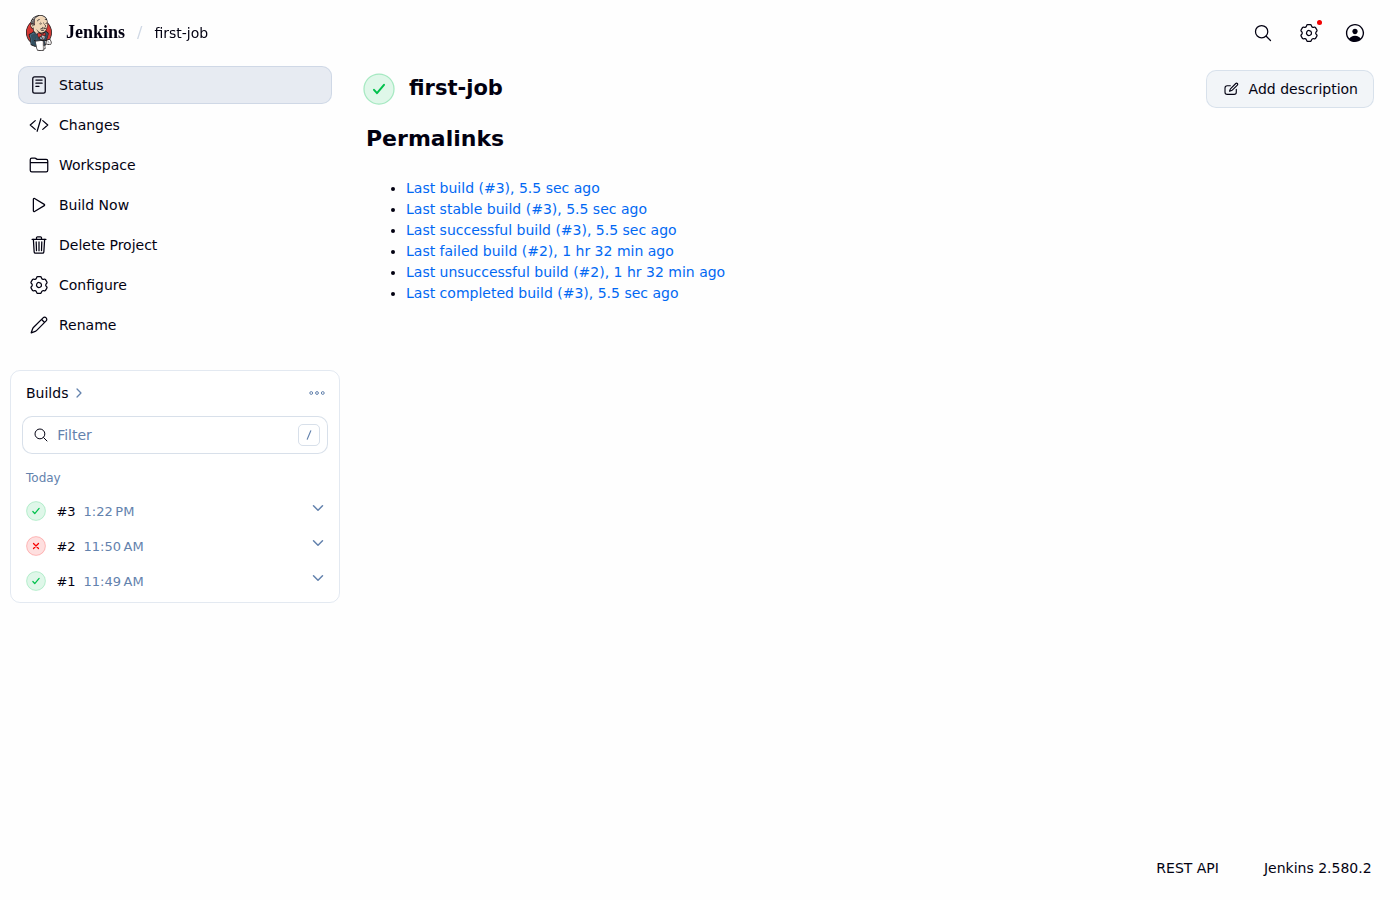 Jenkins / first-job
Status
Changes
Workspace
Build Now
Delete Project
Configure
Rename
Builds
Filter /
Today
#3 1:22 PM
#2 11:50 AM
#1 11:49 AM
first-job
Add description
Permalinks
Last build (#3), 5.5 sec ago
Last stable build (#3), 5.5 sec ago
Last successful build (#3), 5.5 sec ago
Last failed build (#2), 1 hr 32 min ago
Last unsuccessful build (#2), 1 hr 32 min ago
Last completed build (#3), 5.5 sec ago
REST API
Jenkins 2.580.2